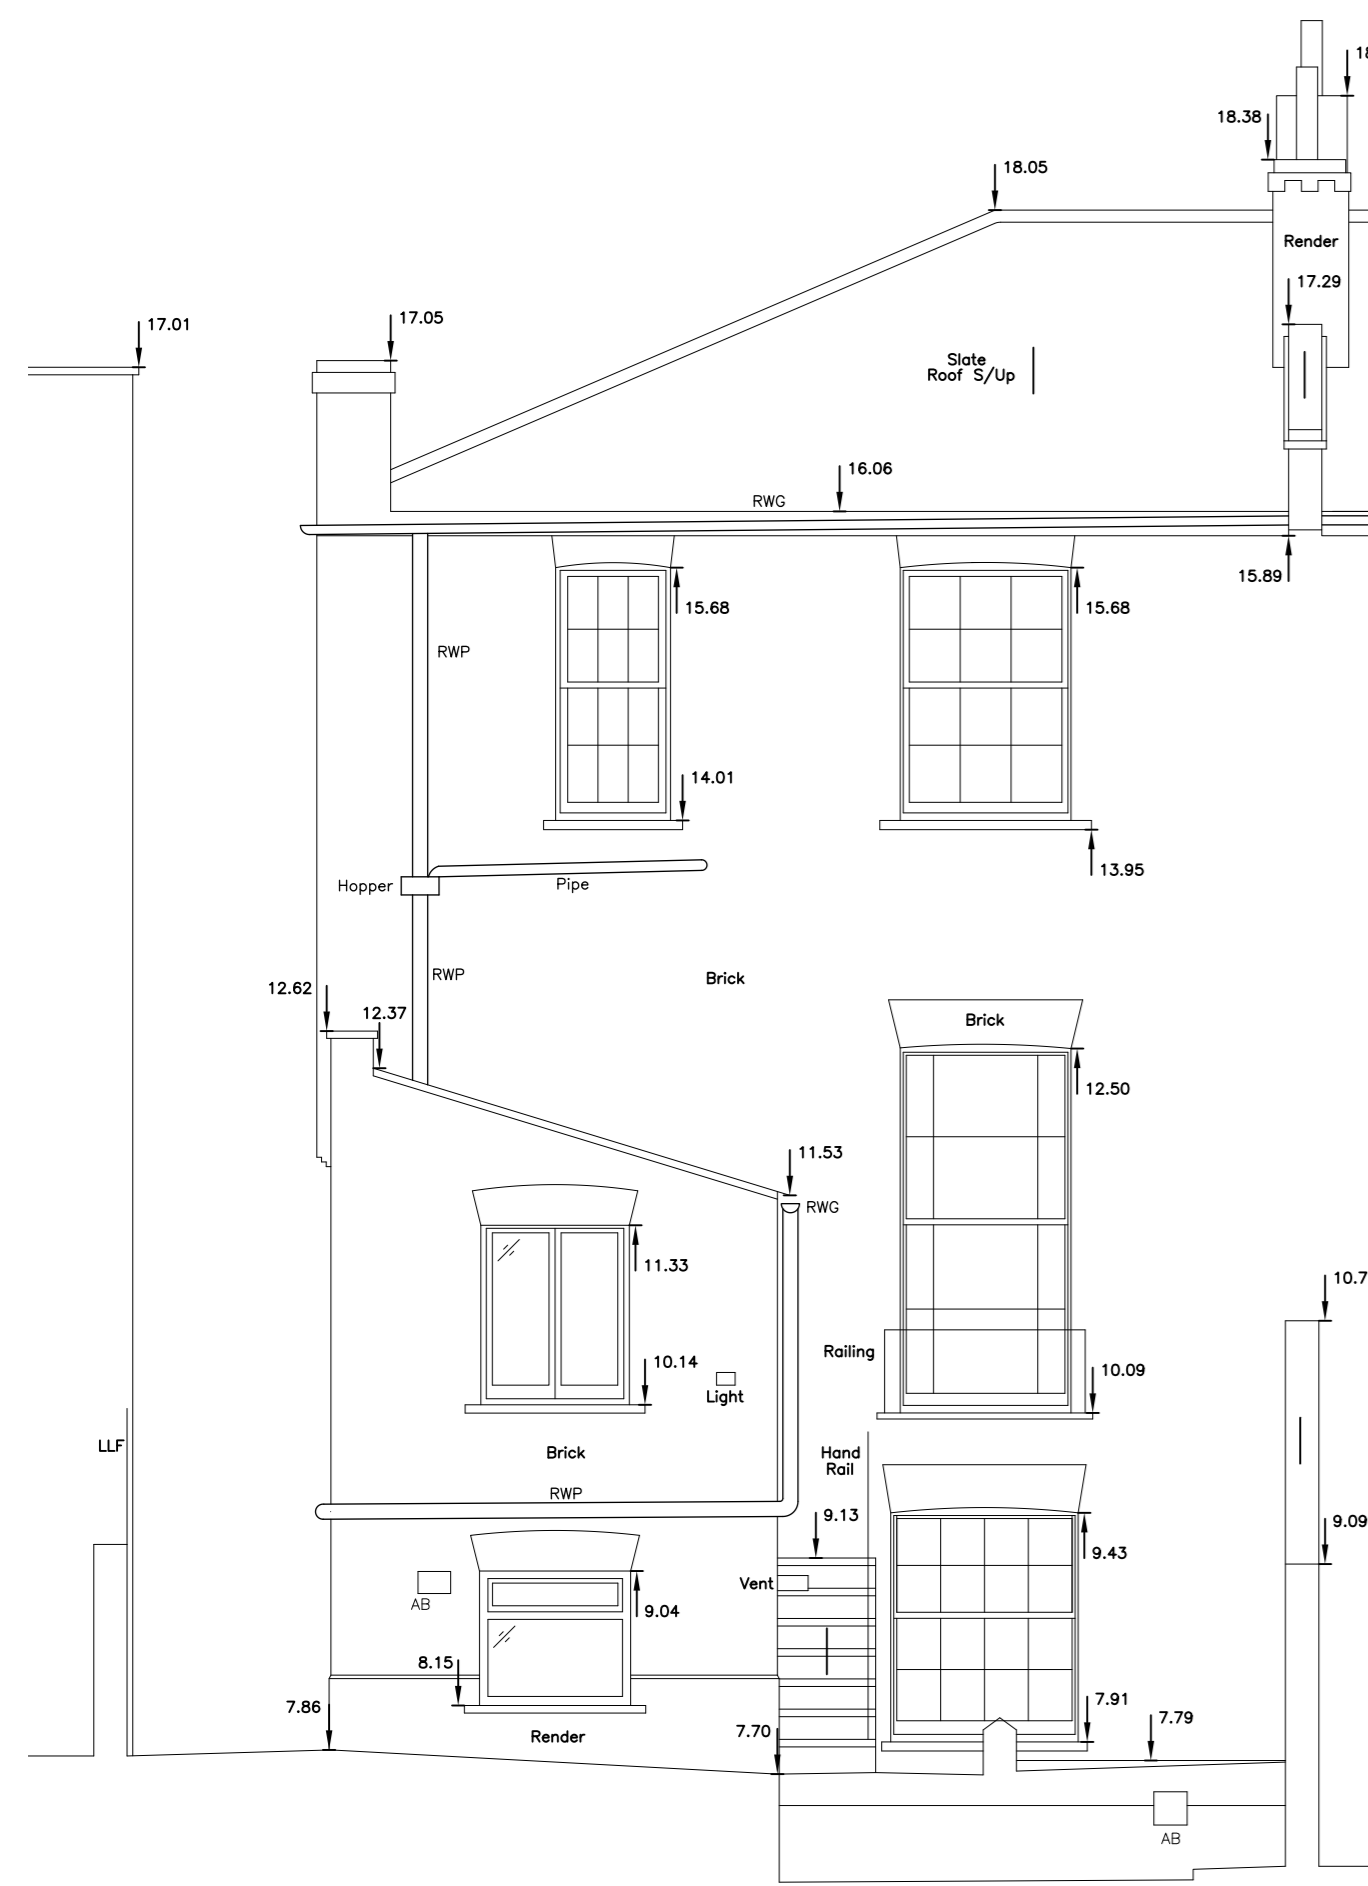 18
18.38
18.05
Render
17.29
17.01
17.05
Slate
Roof S/Up
16.06
RWG
15.89
15.68
15.68
RWP
14.01
13.95
Hopper
Pipe
RWP
Brick
12.62
12.37
Brick
12.50
11.53
RWG
11.33
10.7
Railing
10.14
10.09
Light
LLF
Brick
Hand
Rail
RWP
9.13
9.09
9.43
Vent
AB
9.04
8.15
7.86
7.91
7.79
7.70
Render
AB